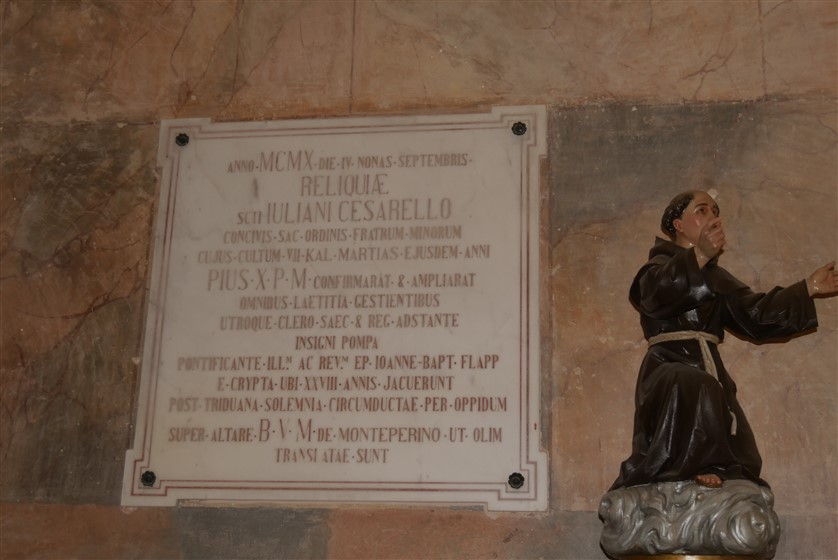 ANNO·MCMX·DIE·IV·NONAS·SEPTEMBRIS·
RELIQUIÆ
SCTI IULIANI CESARELLO
CONCIVIS·SAC·ORDINIS·FRATRUM·MINORUM
CUJUS·CULTUM·VII·KAL·MARTIAS·EJUSDEM·ANNI
PIUS·X·P·M·CONFIRMARAT·&·AMPLIARAT
OMNIBUS·LAETITIA·GESTIENTIBUS
UTROQUE·CLERO·SAEC·&·REG·ADSTANTE
INSIGNI POMPA
PONTIFICANTE·ILL.M AC REV.M EP·IOANNE·BAPT·FLAPP
E·CRYPTA·UBI·XXVIII·ANNIS·JACUERUNT
POST·TRIDUANA·SOLEMNIA·CIRCUMDUCTAE·PER·OPPIDUM
SUPER·ALTARE·B·V·M·DE·MONTEPERINO·UT·OLIM
TRANSLATAE·SUNT